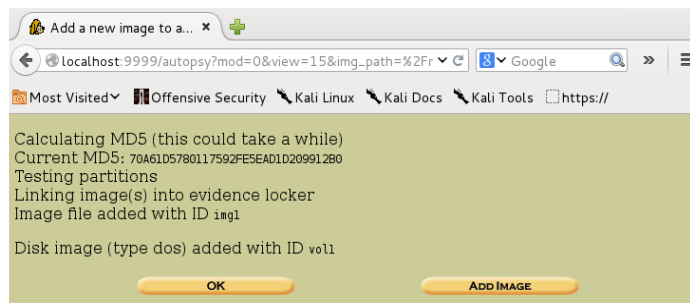 Add a new image to a...
localhost:9999/autopsy?mod=0&view=15&img_path=%2Fr
Google
Most Visited
Offensive Security
Kali Linux
Kali Docs
Kali Tools
https://
Calculating MD5 (this could take a while)
Current MD5: 70A61D5780117592FE5EAD1D209912B0
Testing partitions
Linking image(s) into evidence locker
Image file added with ID img1
Disk image (type dos) added with ID vol1
OK
ADD IMAGE